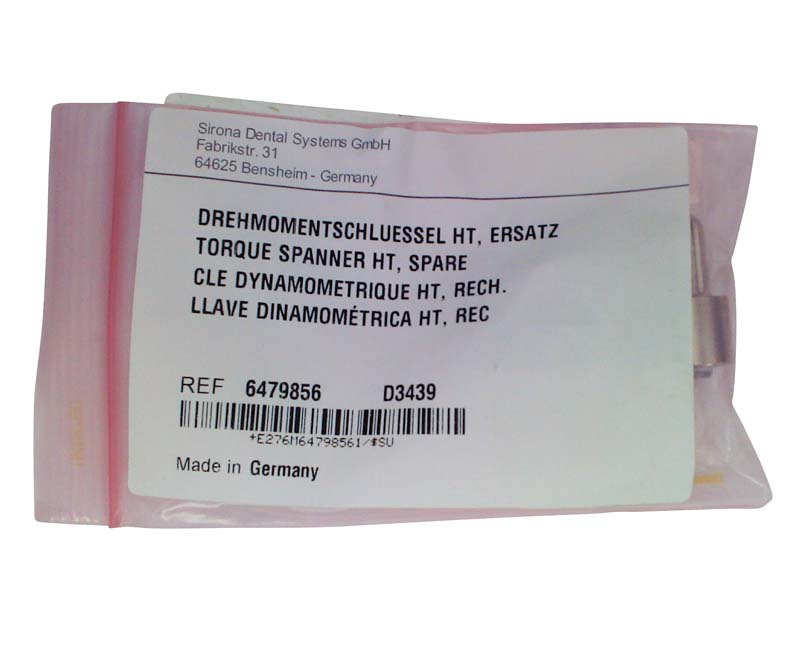 Sirona Dental Systems GmbH
Fabrikstr. 31
64625 Bensheim - Germany
DREHMOMENTSCHLUESSEL HT, ERSATZ
TORQUE SPANNER HT, SPARE
CLE DYNAMOMETRIQUE HT, RECH.
LLAVE DINAMOMÉTRICA HT, REC
REF 6479856 D3439
+E276M64798561/$SU
Made in Germany